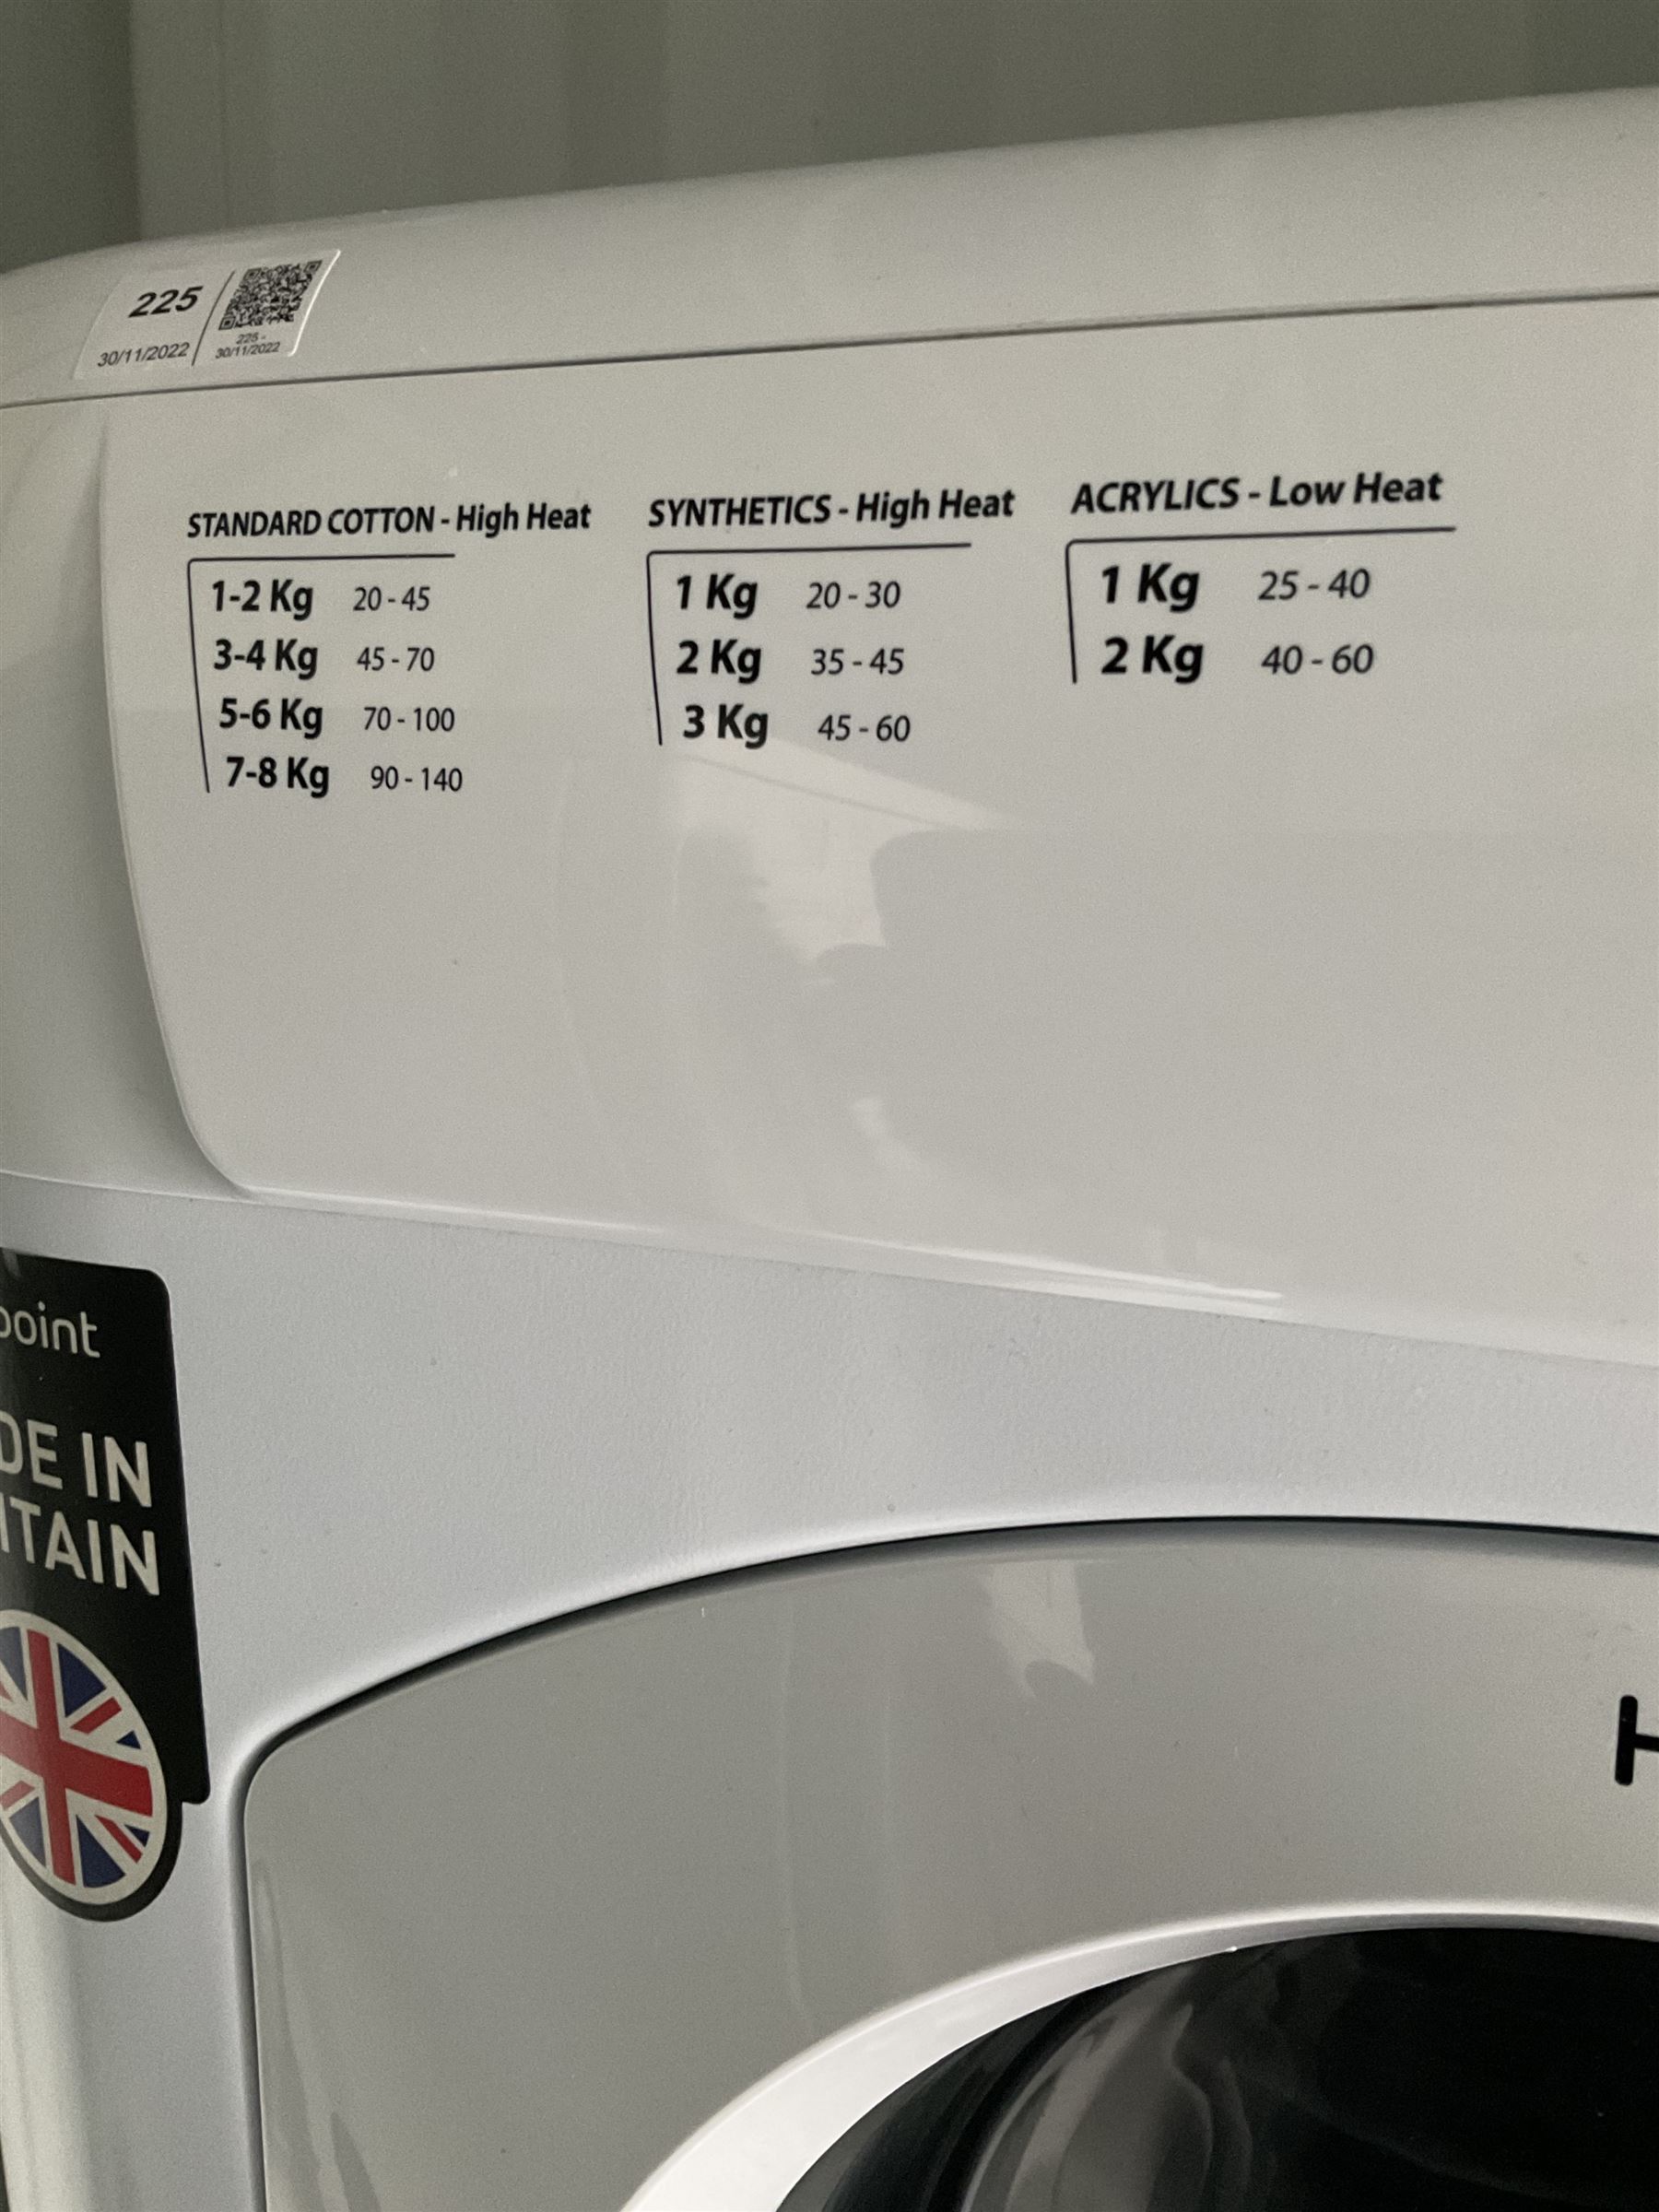 225
30/11/2022
225 -
30/11/2022
STANDARD COTTON - High Heat
1-2 Kg 20 - 45
3-4 Kg 45 - 70
5-6 Kg 70 - 100
7-8 Kg 90 - 140
SYNTHETICS - High Heat
1 Kg 20 - 30
2 Kg 35 - 45
3 Kg 45 - 60
ACRYLICS - Low Heat
1 Kg 25 - 40
2 Kg 40 - 60
point
DE IN
ITAIN
H